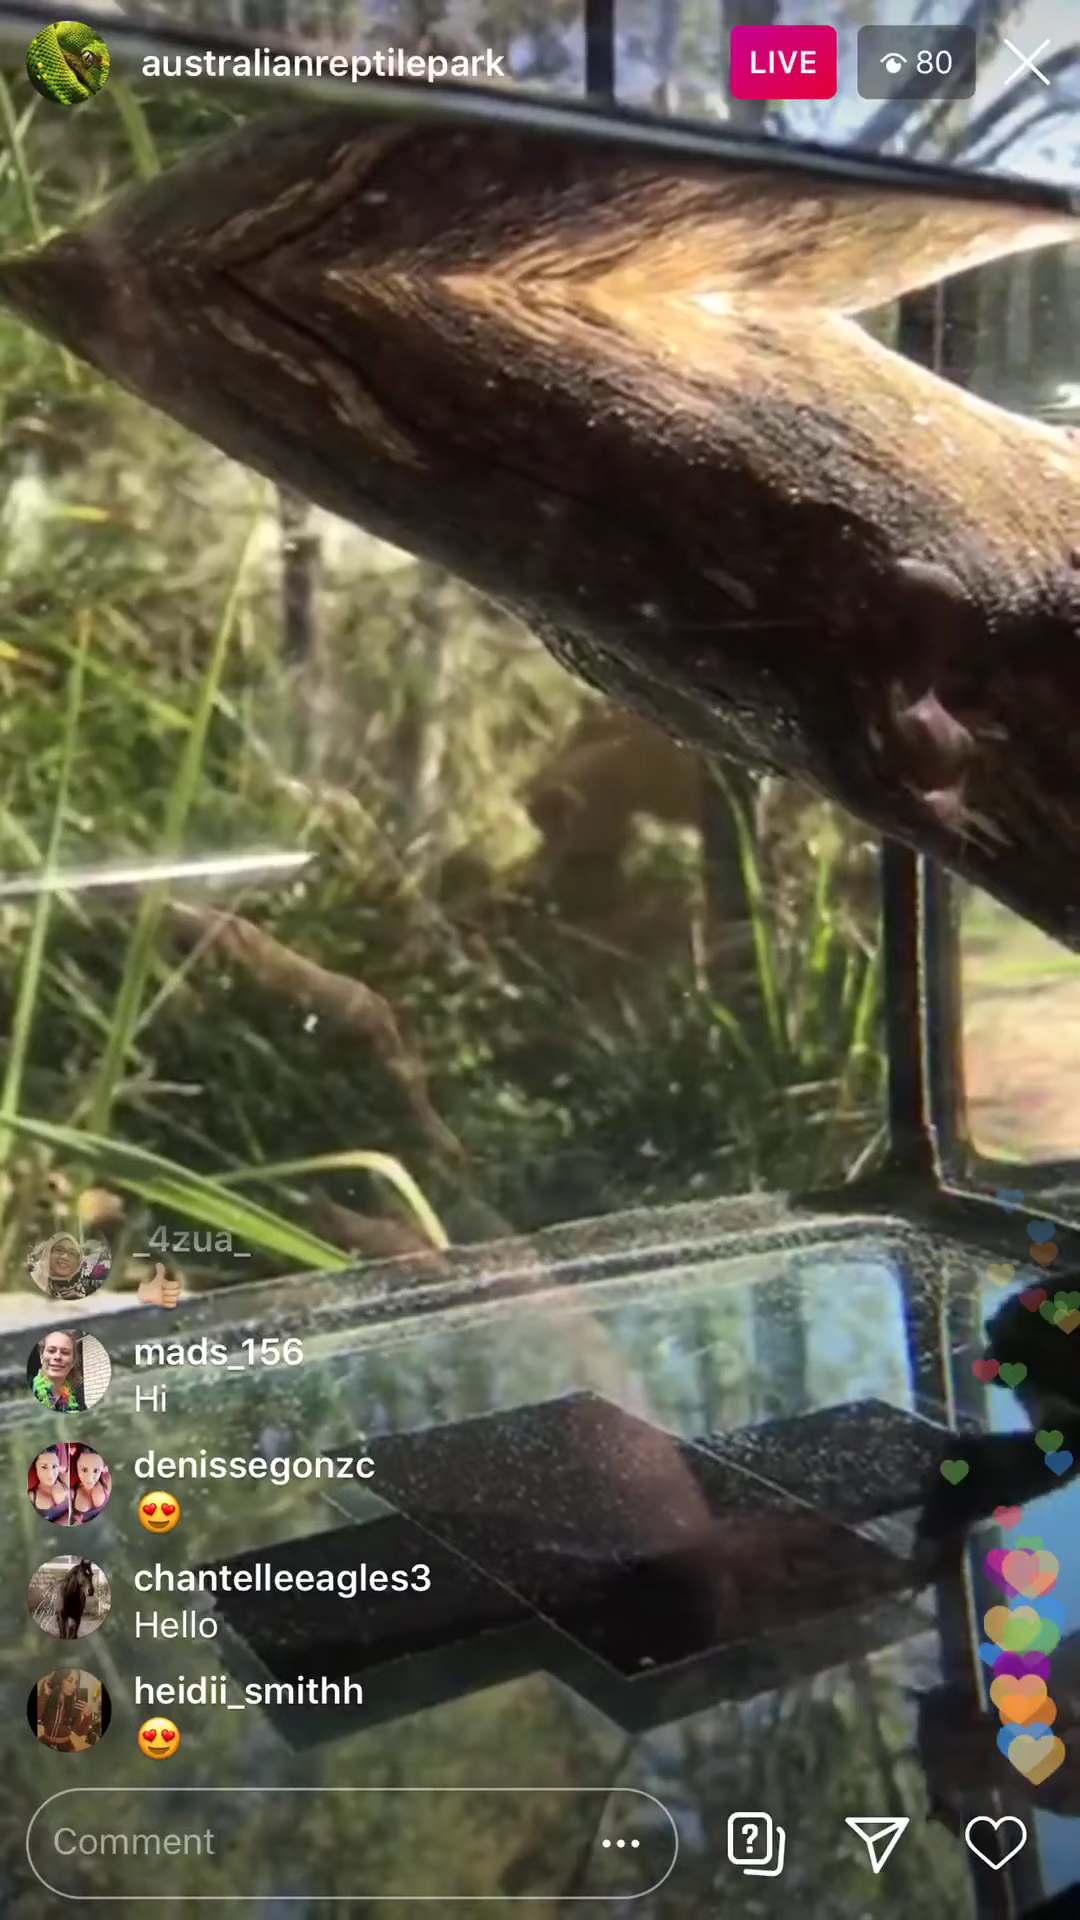 australianreptilepark
LIVE
80
_4zua_
mads_156
Hi
denissegonzc
😍
chantelleeagles3
Hello
heidii_smithh
😍
Comment